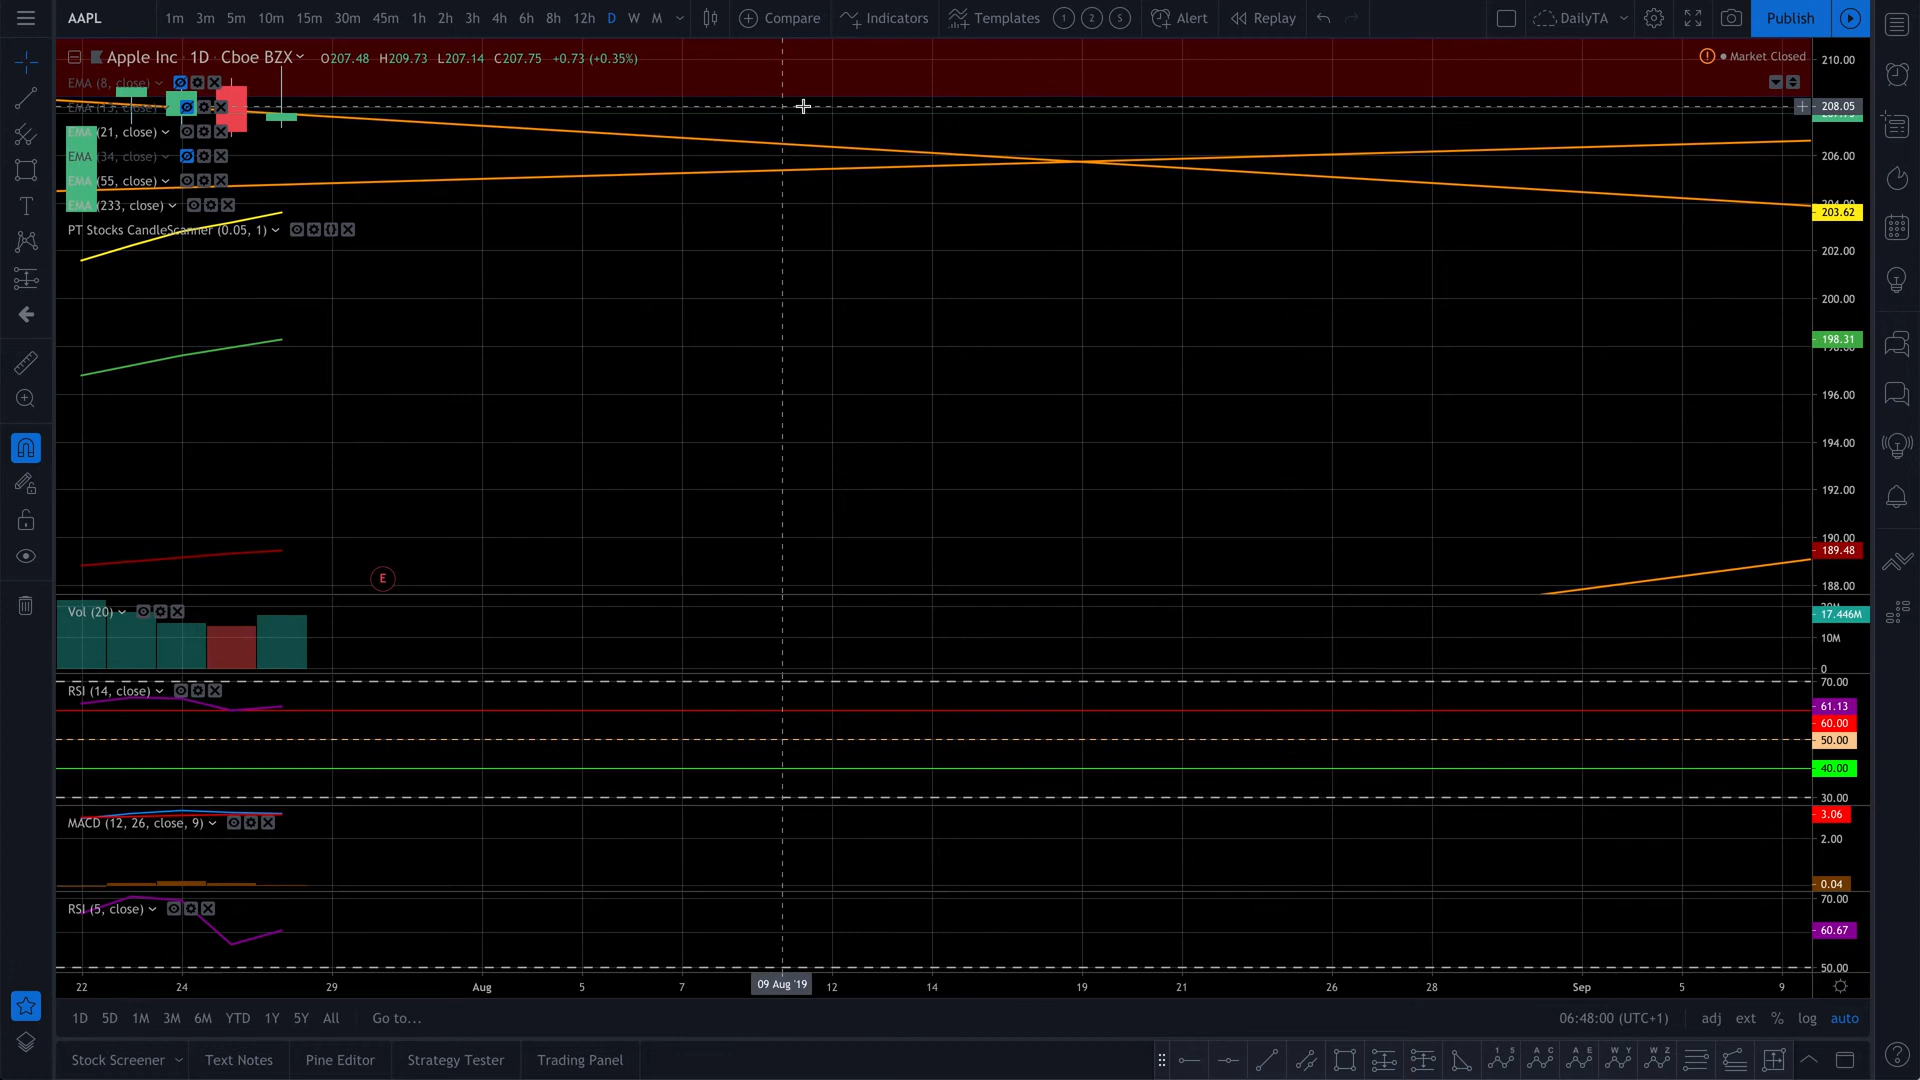 AAPL 1m 3m 5m 10m 15m 30m 45m 1h 2h 3h 4h 6h 8h 12h D W M Compare Indicators Templates 1 2 S Alert Replay DailyTA Publish
Apple Inc · 1D · Cboe BZX O207.48 H209.73 L207.14 C207.75 +0.73 (+0.35%) Market Closed 210.00
EMA (8, close)
208.05
EMA (21, close)
EMA (34, close) 206.00
EMA (55, close)
EMA (233, close) 203.62
PT Stocks CandleScanner (0.05, 1)
202.00
200.00
198.31
196.00
194.00
192.00
190.00
189.48
E 188.00
Vol (20) 17.446M
10M
0
70.00
RSI (14, close) 61.13
60.00
50.00
40.00
30.00
3.06
MACD (12, 26, close, 9)
2.00
0.04
70.00
RSI (5, close)
60.67
50.00
22 24 29 Aug 5 7 09 Aug '19 12 14 19 21 26 28 Sep 5 9
1D 5D 1M 3M 6M YTD 1Y 5Y All Go to... 06:48:00 (UTC+1) adj ext % log auto
Stock Screener Text Notes Pine Editor Strategy Tester Trading Panel